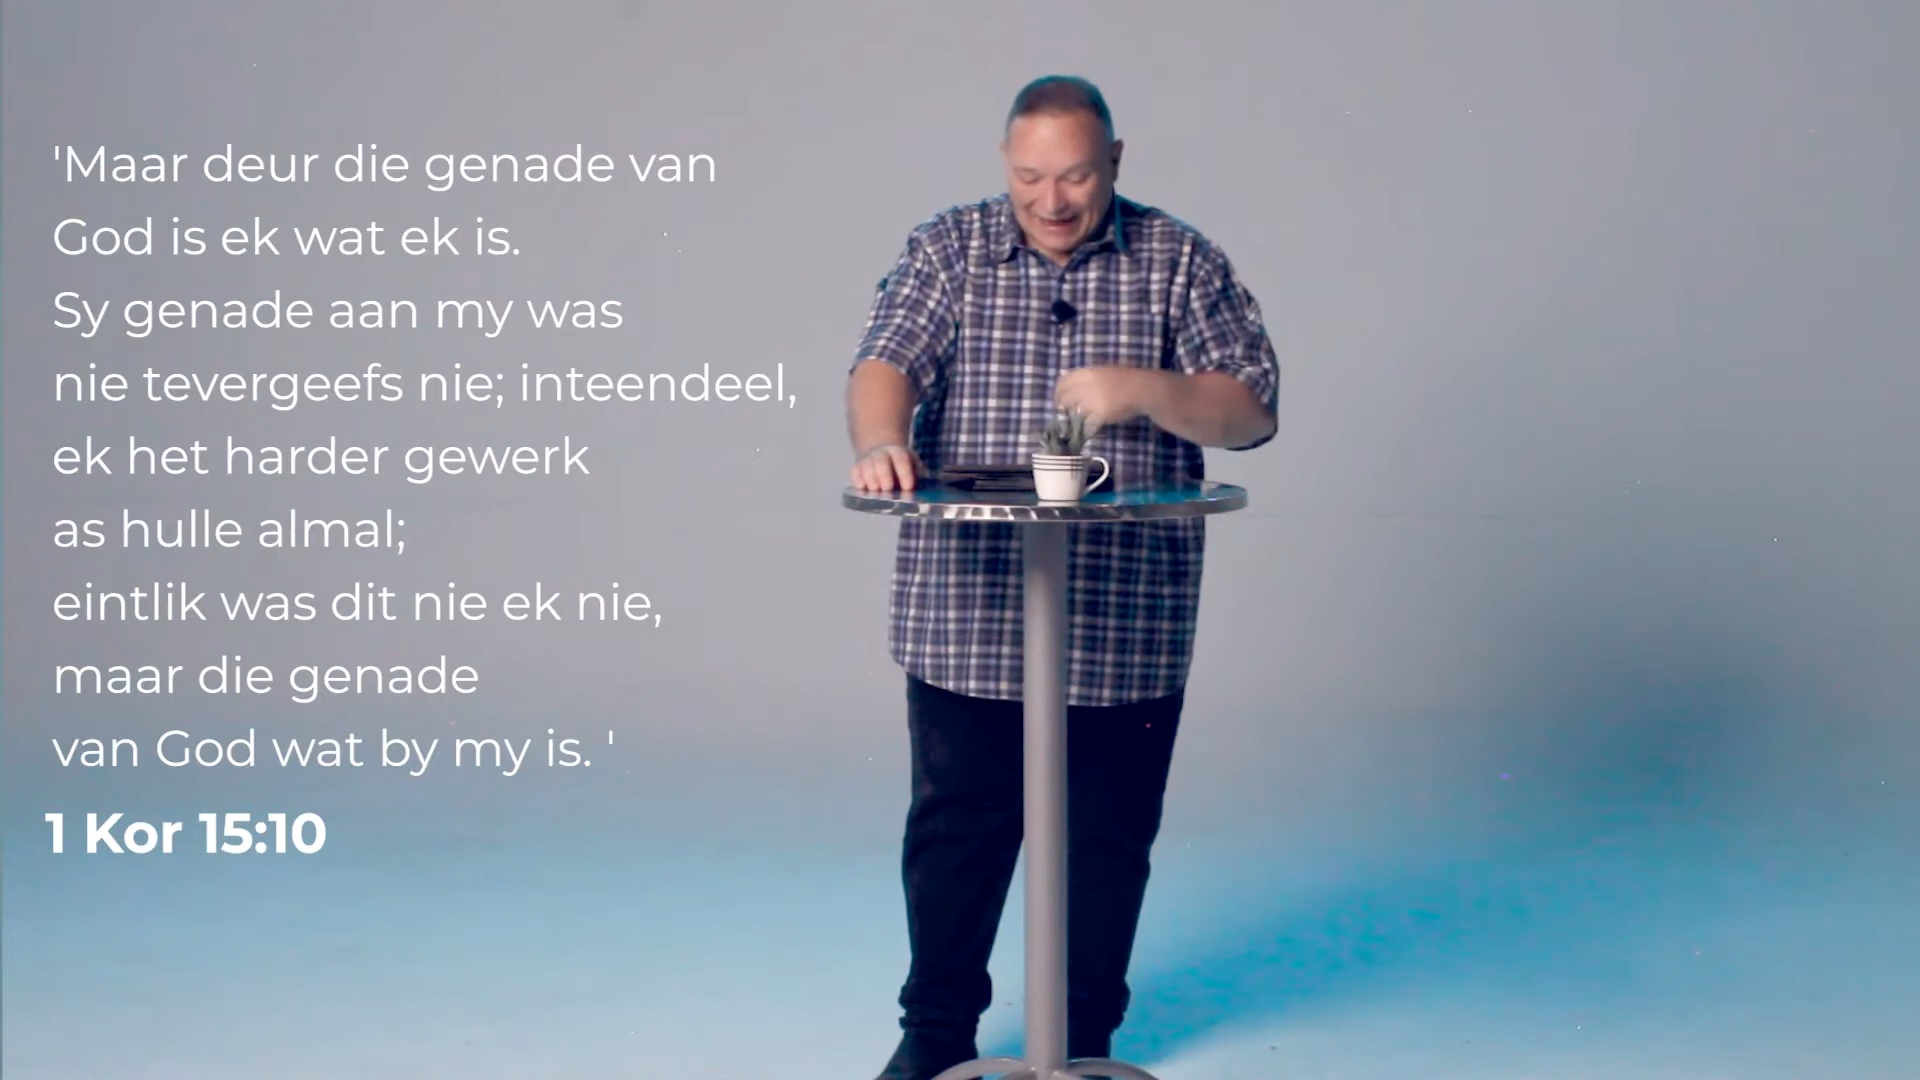 'Maar deur die genade van
God is ek wat ek is.
Sy genade aan my was
nie tevergeefs nie; inteendeel,
ek het harder gewerk
as hulle almal;
eintlik was dit nie ek nie,
maar die genade
van God wat by my is. '
1 Kor 15:10